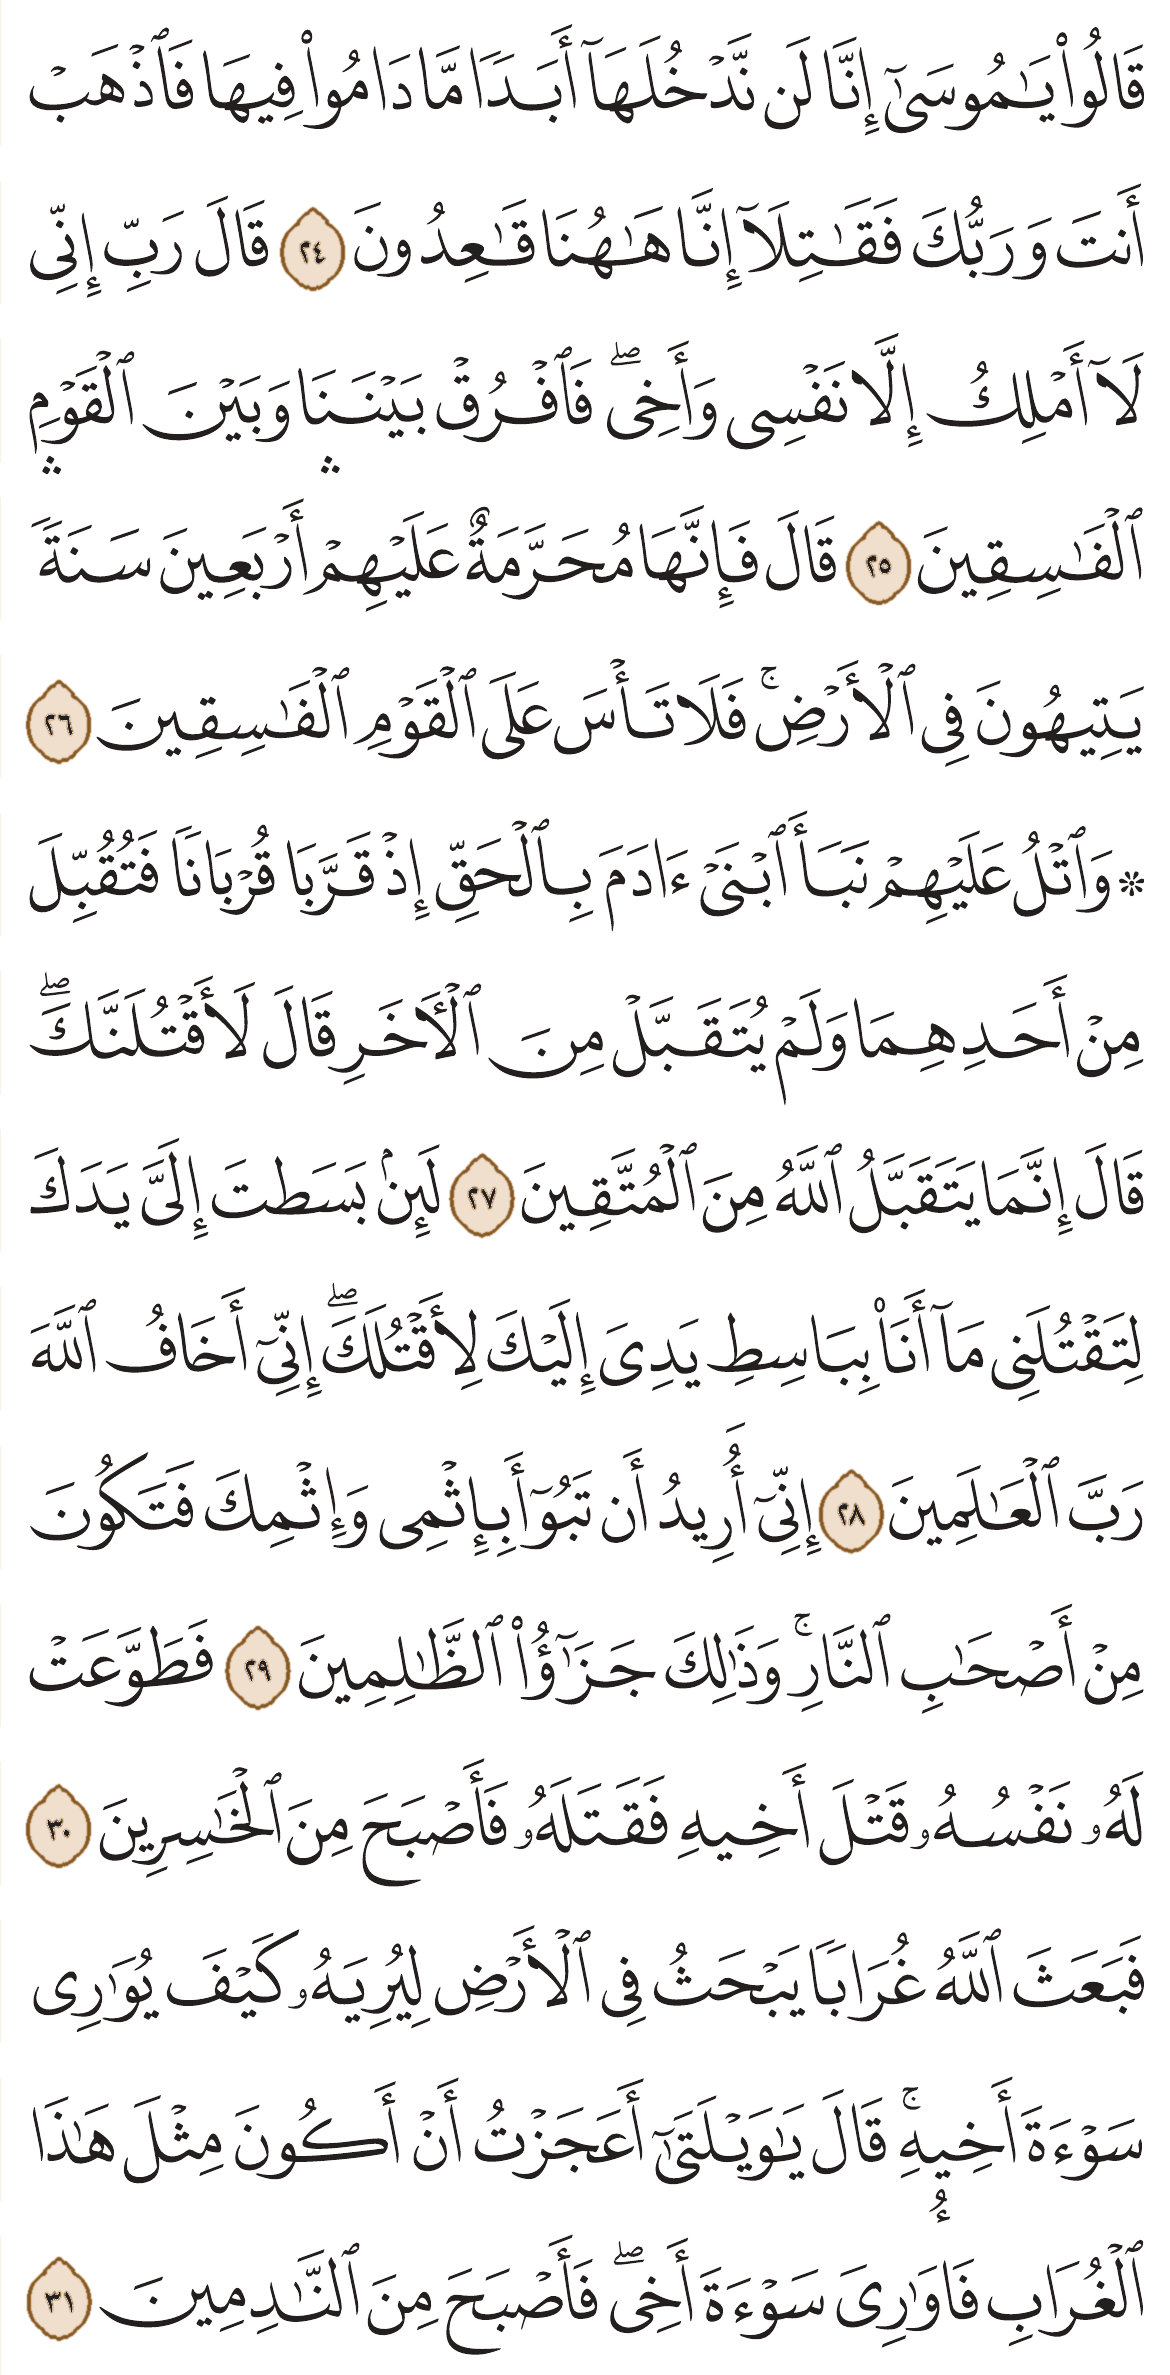 قَالُوا۟ يَـٰمُوسَىٰٓ إِنَّا لَن نَّدْخُلَهَآ أَبَدًا مَّا دَامُوا۟ فِيهَا فَٱذْهَبْ
أَنتَ وَرَبُّكَ فَقَـٰتِلَآ إِنَّا هَـٰهُنَا قَـٰعِدُونَ ٢٤ قَالَ رَبِّ إِنِّى
لَآ أَمْلِكُ إِلَّا نَفْسِى وَأَخِى ۖ فَٱفْرُقْ بَيْنَنَا وَبَيْنَ ٱلْقَوْمِ
ٱلْفَـٰسِقِينَ ٢٥ قَالَ فَإِنَّهَا مُحَرَّمَةٌ عَلَيْهِمْ ۛ أَرْبَعِينَ سَنَةً ۛ
يَتِيهُونَ فِى ٱلْأَرْضِ ۚ فَلَا تَأْسَ عَلَى ٱلْقَوْمِ ٱلْفَـٰسِقِينَ ٢٦
۞ وَٱتْلُ عَلَيْهِمْ نَبَأَ ٱبْنَىْ ءَادَمَ بِٱلْحَقِّ إِذْ قَرَّبَا قُرْبَانًا فَتُقُبِّلَ
مِنْ أَحَدِهِمَا وَلَمْ يُتَقَبَّلْ مِنَ ٱلْـَٔاخَرِ قَالَ لَأَقْتُلَنَّكَ ۖ
قَالَ إِنَّمَا يَتَقَبَّلُ ٱللَّهُ مِنَ ٱلْمُتَّقِينَ ٢٧ لَئِنۢ بَسَطتَ إِلَىَّ يَدَكَ
لِتَقْتُلَنِى مَآ أَنَا۠ بِبَاسِطٍ يَدِىَ إِلَيْكَ لِأَقْتُلَكَ ۖ إِنِّىٓ أَخَافُ ٱللَّهَ
رَبَّ ٱلْعَـٰلَمِينَ ٢٨ إِنِّىٓ أُرِيدُ أَن تَبُوٓأَ بِإِثْمِى وَإِثْمِكَ فَتَكُونَ
مِنْ أَصْحَـٰبِ ٱلنَّارِ ۚ وَذَٰلِكَ جَزَٰٓؤُا۟ ٱلظَّـٰلِمِينَ ٢٩ فَطَوَّعَتْ
لَهُۥ نَفْسُهُۥ قَتْلَ أَخِيهِ فَقَتَلَهُۥ فَأَصْبَحَ مِنَ ٱلْخَـٰسِرِينَ ٣٠
فَبَعَثَ ٱللَّهُ غُرَابًا يَبْحَثُ فِى ٱلْأَرْضِ لِيُرِيَهُۥ كَيْفَ يُوَٰرِى
سَوْءَةَ أَخِيهِ ۚ قَالَ يَـٰوَيْلَتَىٰٓ أَعَجَزْتُ أَنْ أَكُونَ مِثْلَ هَـٰذَا
ٱلْغُرَابِ فَأُوَٰرِىَ سَوْءَةَ أَخِى ۖ فَأَصْبَحَ مِنَ ٱلنَّـٰدِمِينَ ٣١